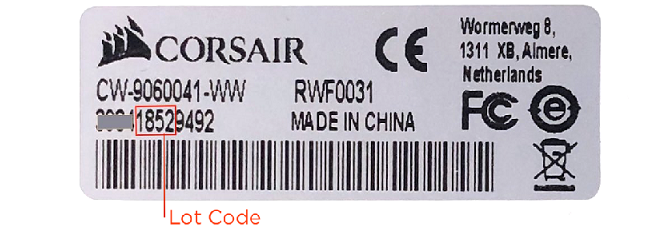 CORSAIR
CE
Wormerweg 8,
1311 XB, Almere,
Netherlands
CW-9060041-WW
RWF0031
18529492
MADE IN CHINA
FC
e
Lot Code